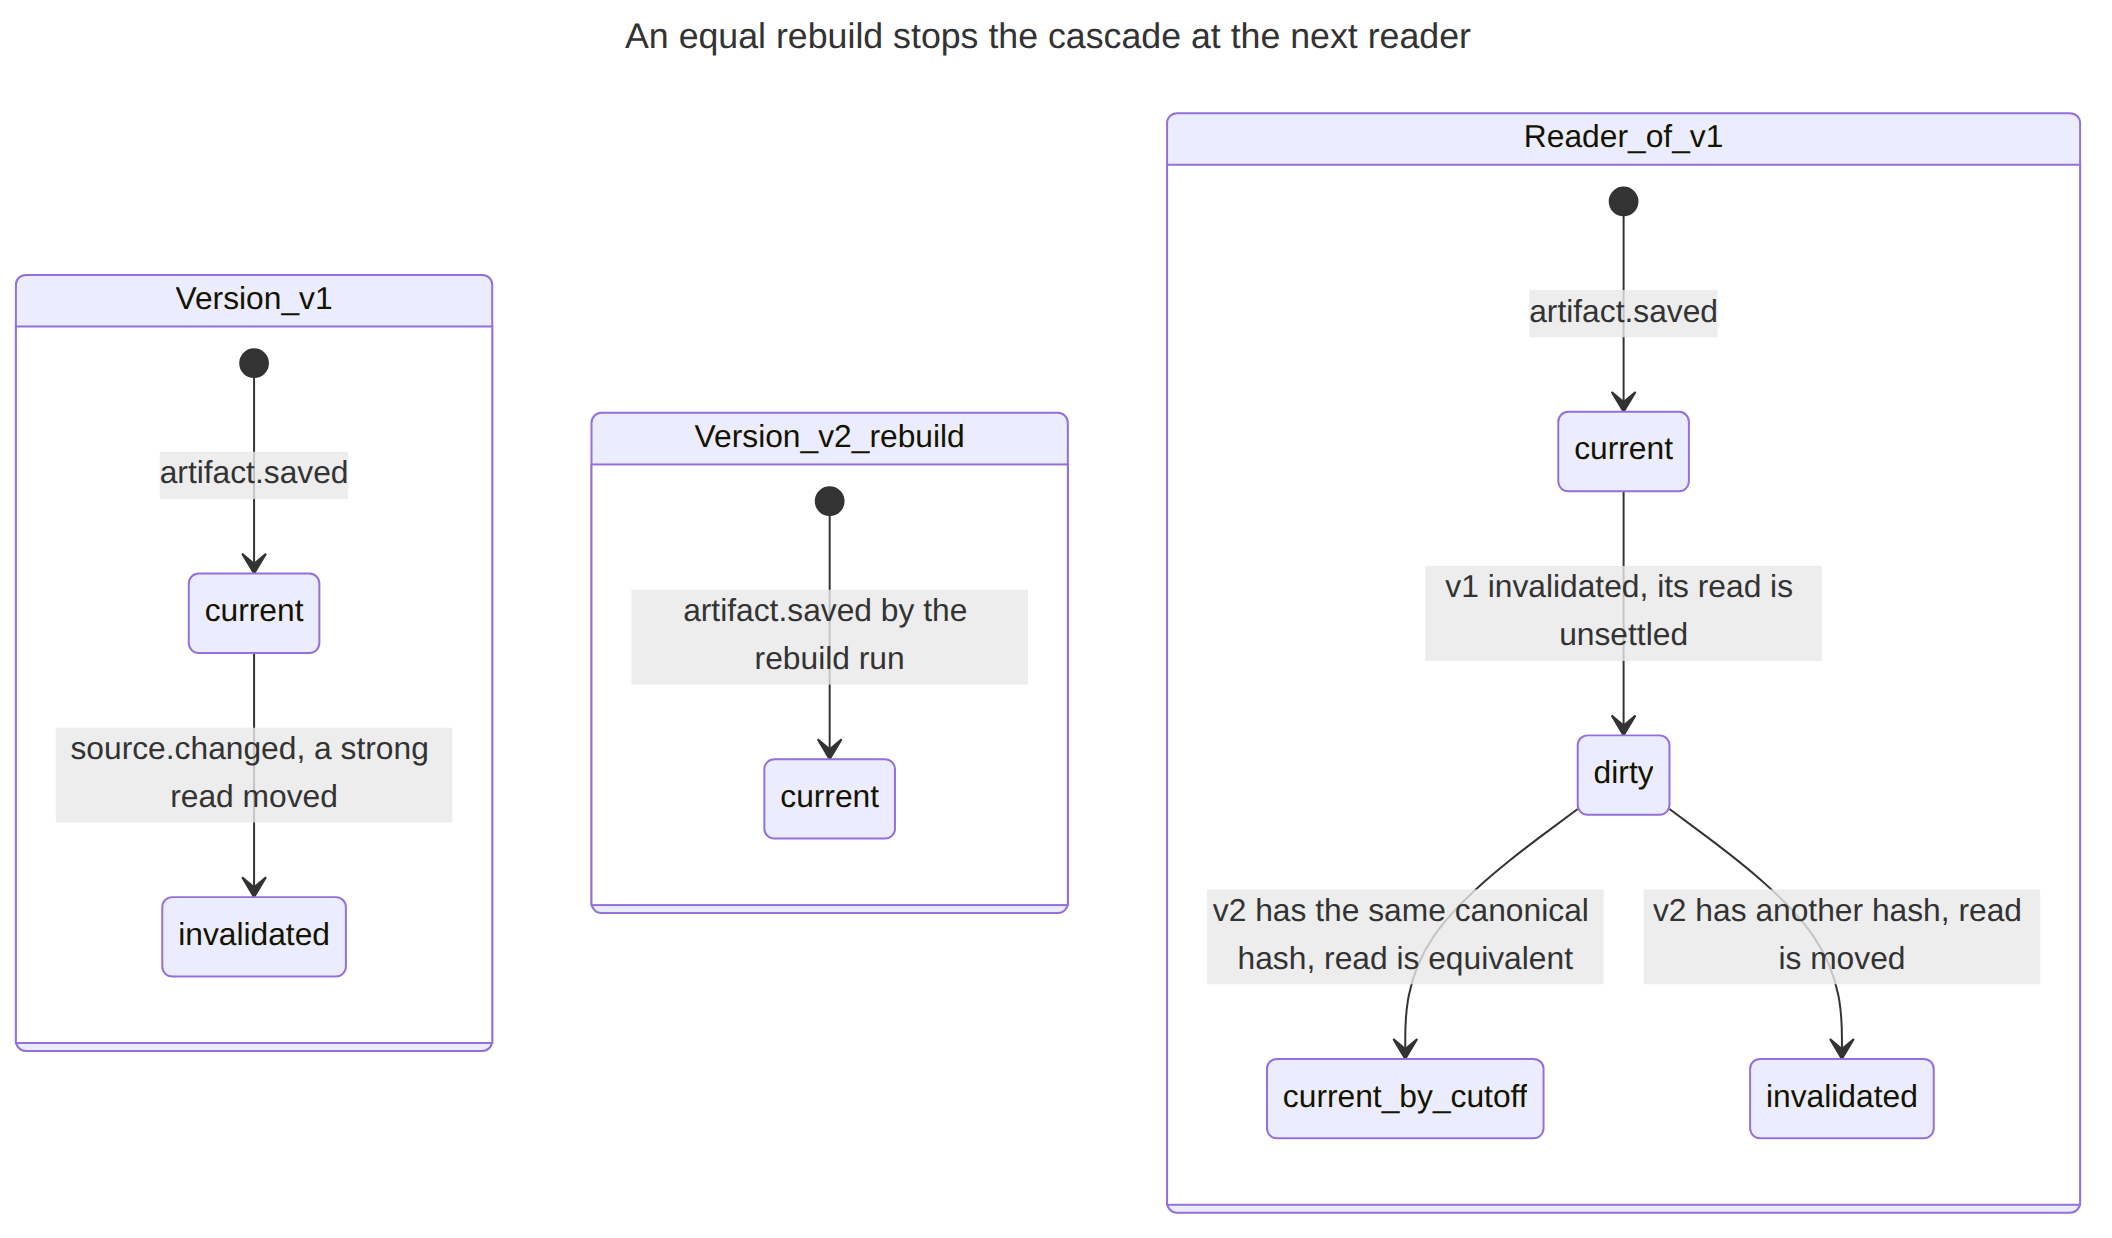 An equal rebuild stops the cascade at the next reader
Version_v1
artifact.saved
current
source.changed, a strong
read moved
invalidated
Version_v2_rebuild
artifact.saved by the
rebuild run
current
Reader_of_v1
artifact.saved
current
v1 invalidated, its read is
unsettled
dirty
v2 has the same canonical
hash, read is equivalent
v2 has another hash, read
is moved
current_by_cutoff
invalidated